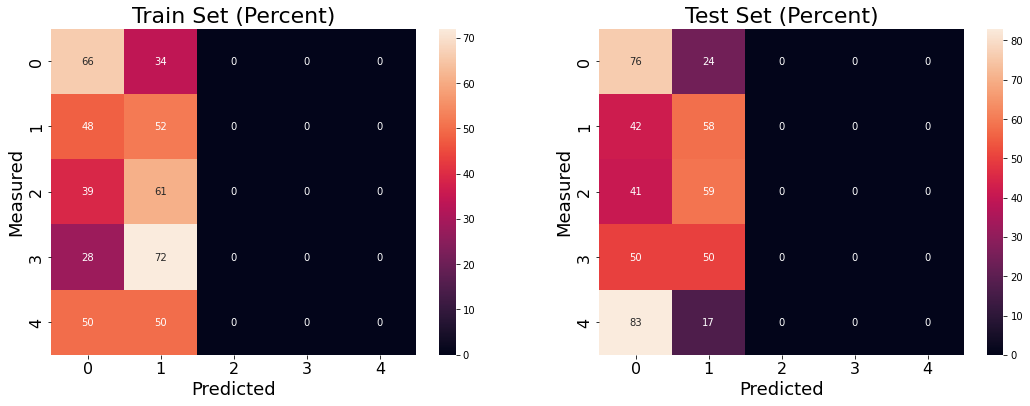 Train Set (Percent)
0 66 34 0 0 0
1 48 52 0 0 0
2 39 61 0 0 0
3 28 72 0 0 0
4 50 50 0 0 0
0 1 2 3 4
Predicted
Measured
70
60
50
40
30
20
10
0
Test Set (Percent)
0 76 24 0 0 0
1 42 58 0 0 0
2 41 59 0 0 0
3 50 50 0 0 0
4 83 17 0 0 0
0 1 2 3 4
Predicted
Measured
80
70
60
50
40
30
20
10
0